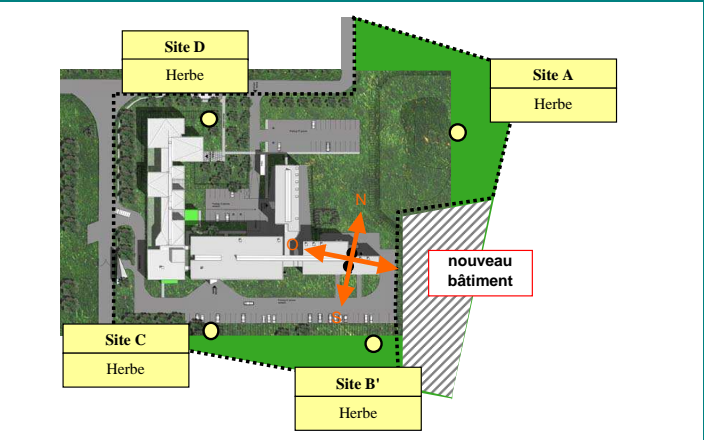 Site D
Herbe
Site A
Herbe
N
O
S
nouveau
bâtiment
Site C
Herbe
Site B'
Herbe